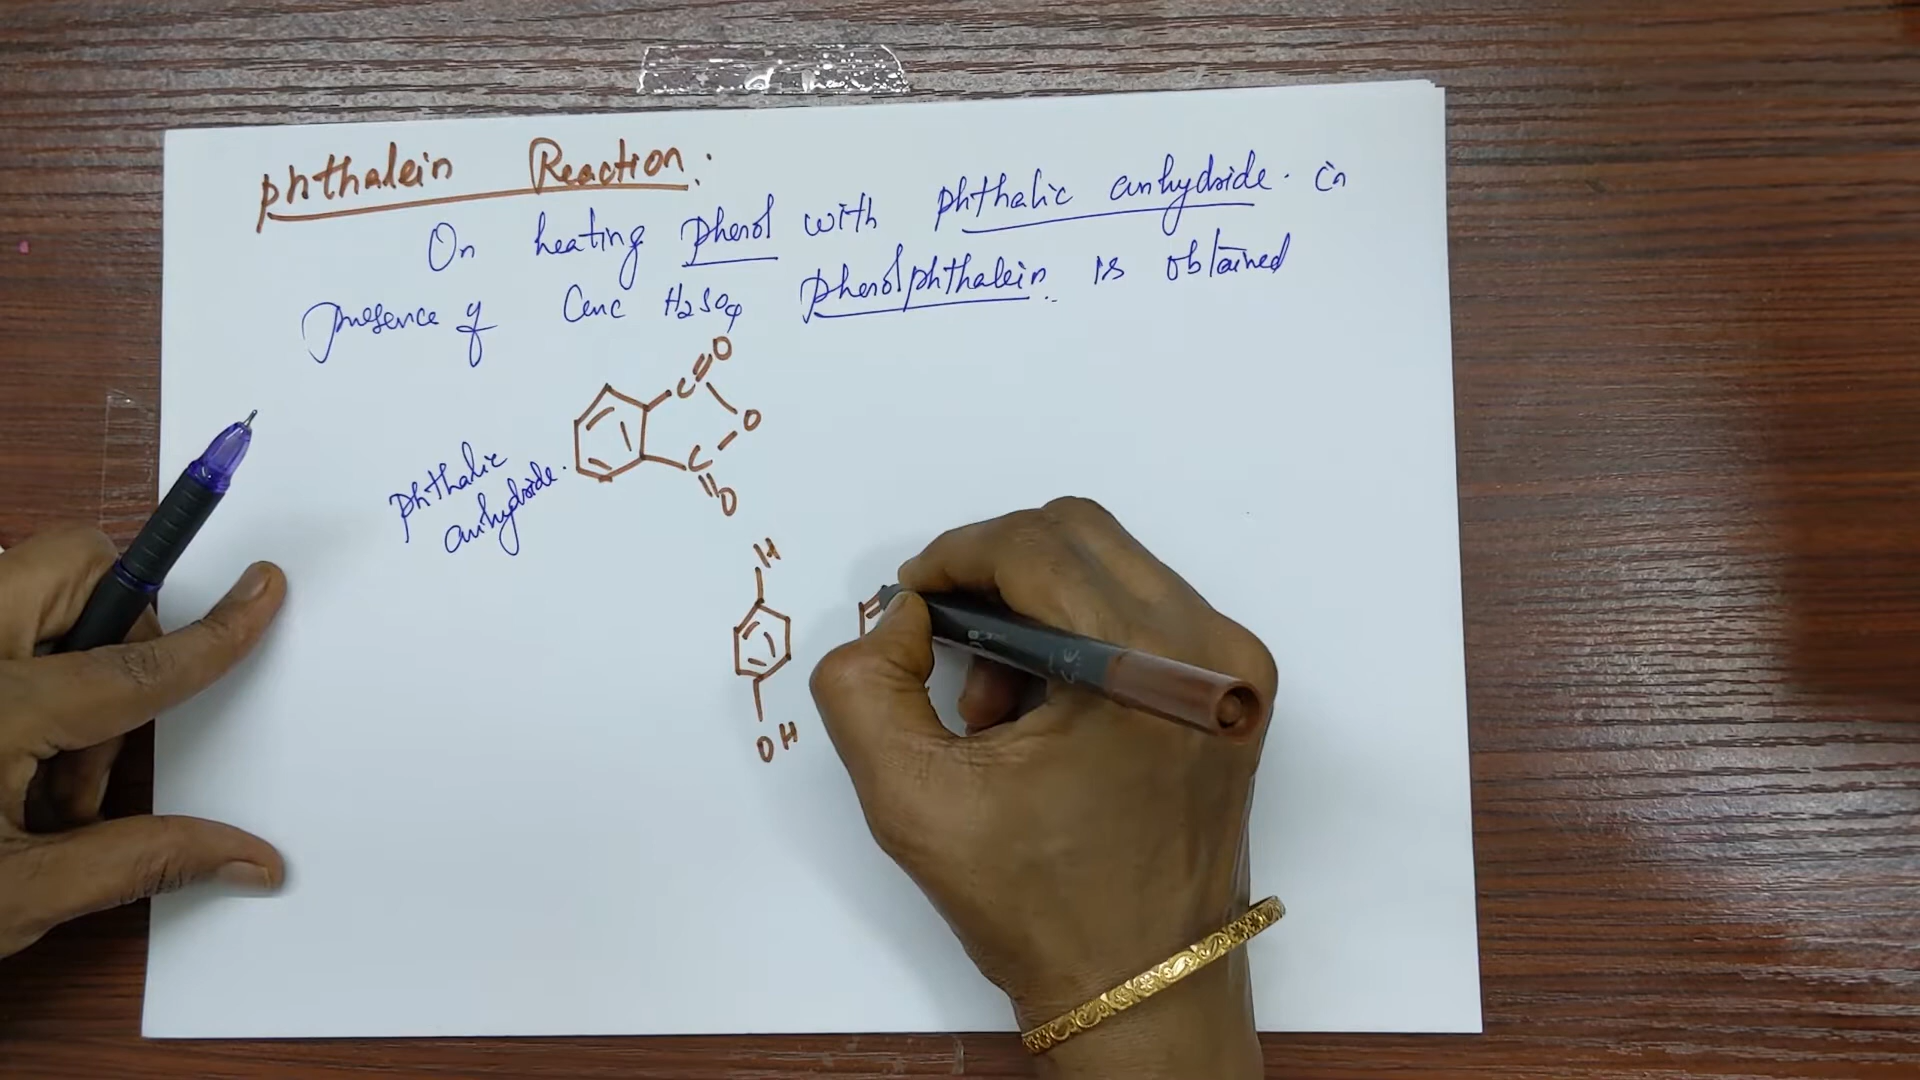 phthalein Reaction.
On heating phenol with phthalic anhydride. in
presence of Conc H2SO4 phenolphthalein is obtained
C=O
O
C
O
phthalic
anhydride.
H
OH